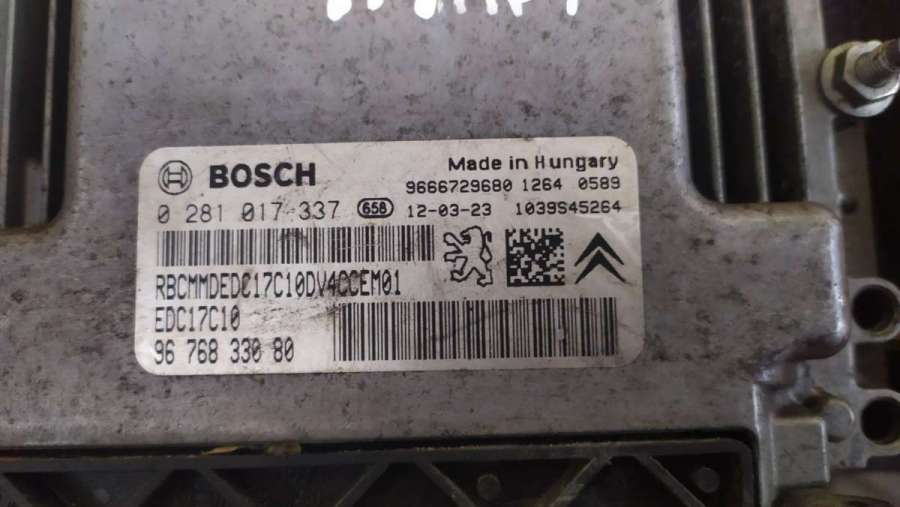 BOSCH
Made in Hungary
9666729680 1264 0589
0 281 017 337 658 12-03-23 1039S45264
RBCMMDEDC17C10DV4CCEM01
EDC17C10
96 768 330 80